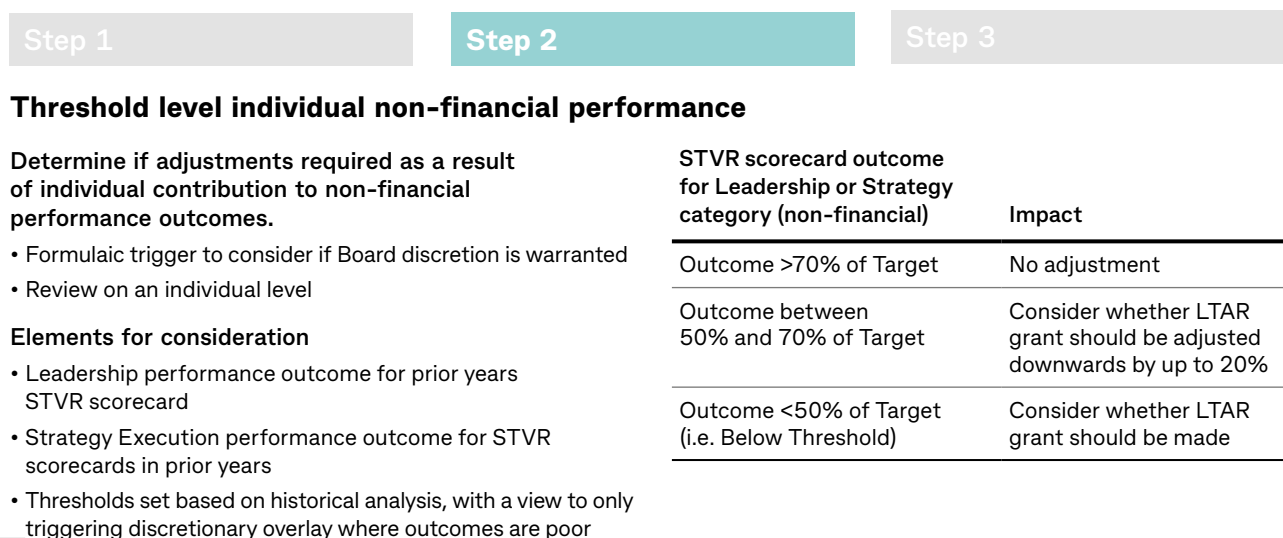 Step 1
Step 2
Step 3
Threshold level individual non-financial performance
Determine if adjustments required as a result
of individual contribution to non-financial
performance outcomes.
• Formulaic trigger to consider if Board discretion is warranted
• Review on an individual level
Elements for consideration
• Leadership performance outcome for prior years
STVR scorecard
• Strategy Execution performance outcome for STVR
scorecards in prior years
• Thresholds set based on historical analysis, with a view to only
triggering discretionary overlay where outcomes are poor
STVR scorecard outcome
for Leadership or Strategy
category (non-financial)
Impact
Outcome >70% of Target
No adjustment
Outcome between
50% and 70% of Target
Consider whether LTAR
grant should be adjusted
downwards by up to 20%
Outcome <50% of Target
(i.e. Below Threshold)
Consider whether LTAR
grant should be made